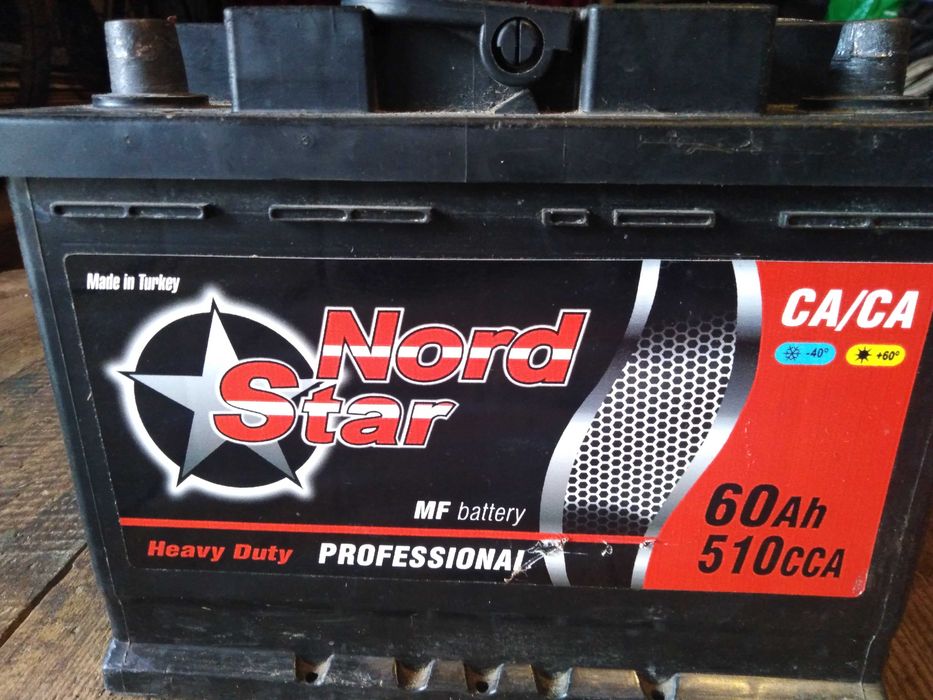 Made in Turkey
Nord
Star
MF battery
Heavy Duty PROFESSIONAL
CA/CA
-40° +60°
60Ah
510CCA